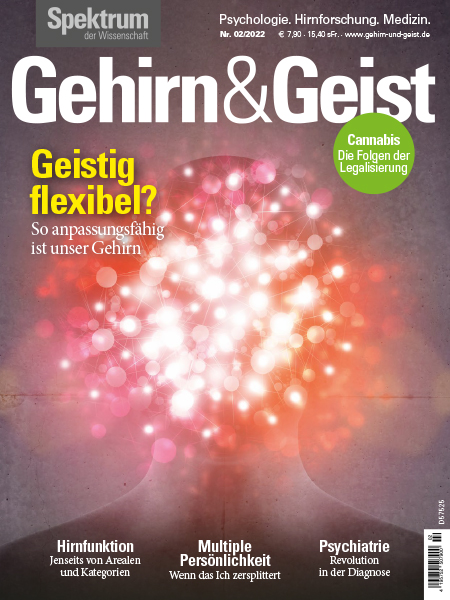 Spektrum
der Wissenschaft
Psychologie. Hirnforschung. Medizin.
Nr. 02/2022 € 7,90 · 15,40 sFr. · www.gehirn-und-geist.de
Gehirn&Geist
Cannabis
Die Folgen der
Legalisierung
Geistig
flexibel?
So anpassungsfähig
ist unser Gehirn
D57525
Hirnfunktion
Jenseits von Arealen
und Kategorien
Multiple
Persönlichkeit
Wenn das Ich zersplittert
Psychiatrie
Revolution
in der Diagnose
02